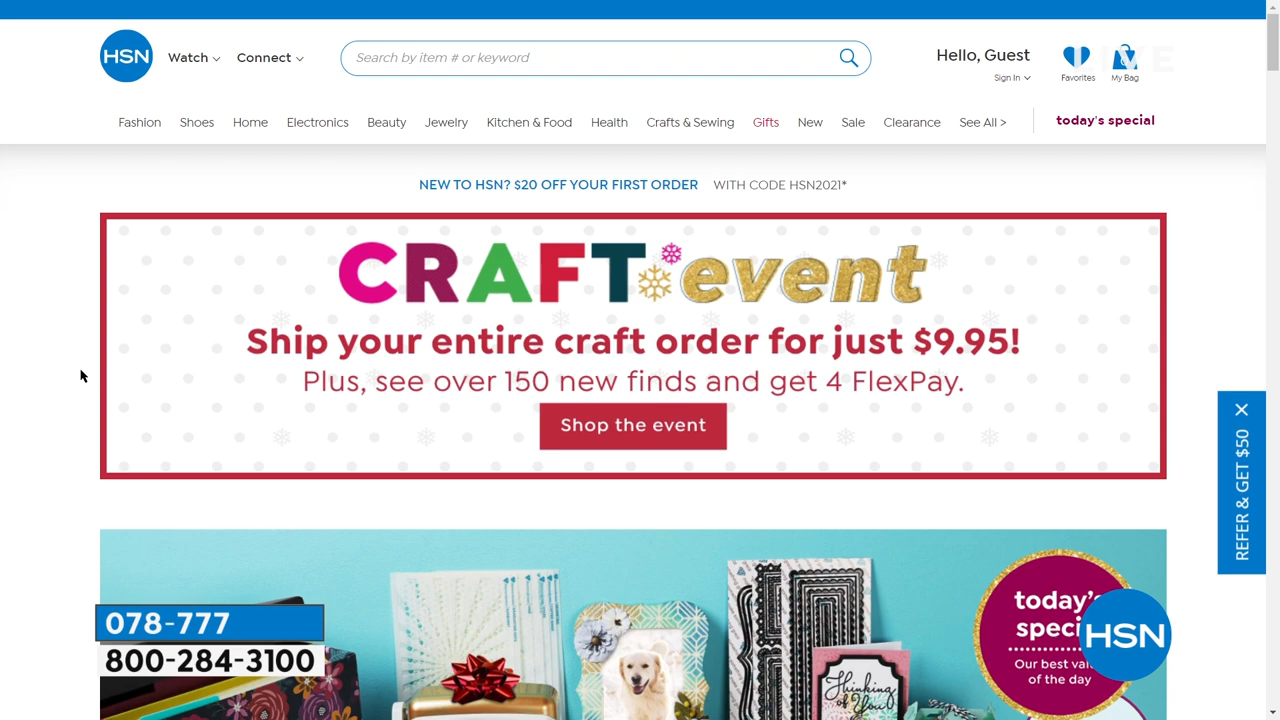 HSN
Watch
Connect
Search by item # or keyword
Hello, Guest
Sign In
Favorites
My Bag
Fashion
Shoes
Home
Electronics
Beauty
Jewelry
Kitchen & Food
Health
Crafts & Sewing
Gifts
New
Sale
Clearance
See All >
today's special
NEW TO HSN? $20 OFF YOUR FIRST ORDER WITH CODE HSN2021*
CRAFT event
Ship your entire craft order for just $9.95!
Plus, see over 150 new finds and get 4 FlexPay.
Shop the event
REFER & GET $50
078-777
800-284-3100
Thinking
of You
today's
HSN
Our best
of the day